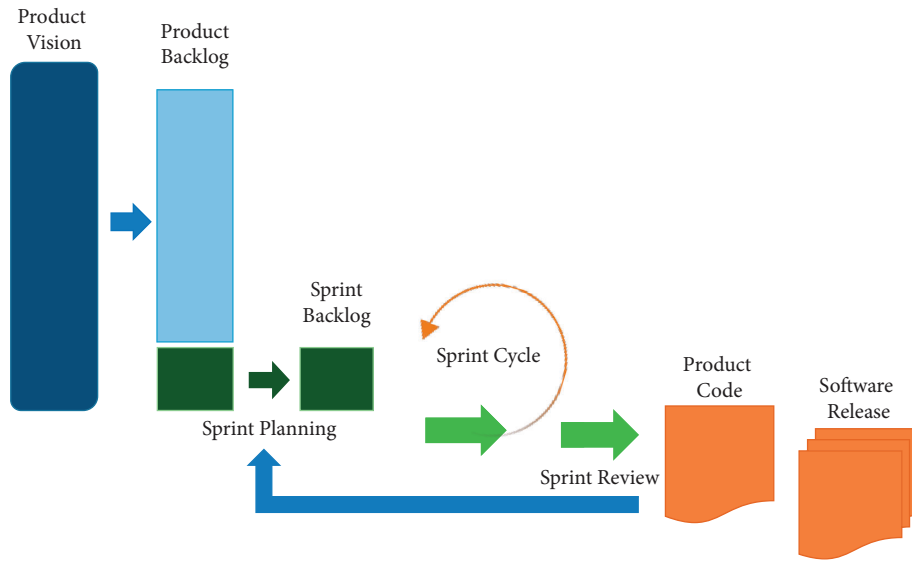 Product
Vision
Product
Backlog
Sprint
Backlog
Sprint Cycle
Sprint Planning
Product
Code
Software
Release
Sprint Review